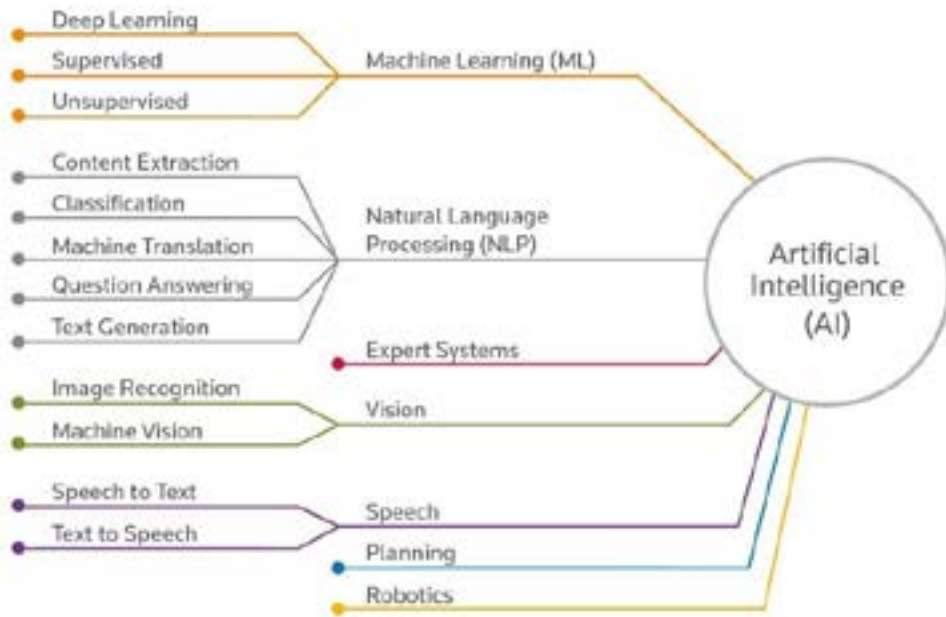 Deep Learning
Supervised
Unsupervised
Machine Learning (ML)
Content Extraction
Classification
Machine Translation
Question Answering
Text Generation
Natural Language
Processing (NLP)
Expert Systems
Image Recognition
Machine Vision
Vision
Speech to Text
Text to Speech
Speech
Planning
Robotics
Artificial
Intelligence
(AI)